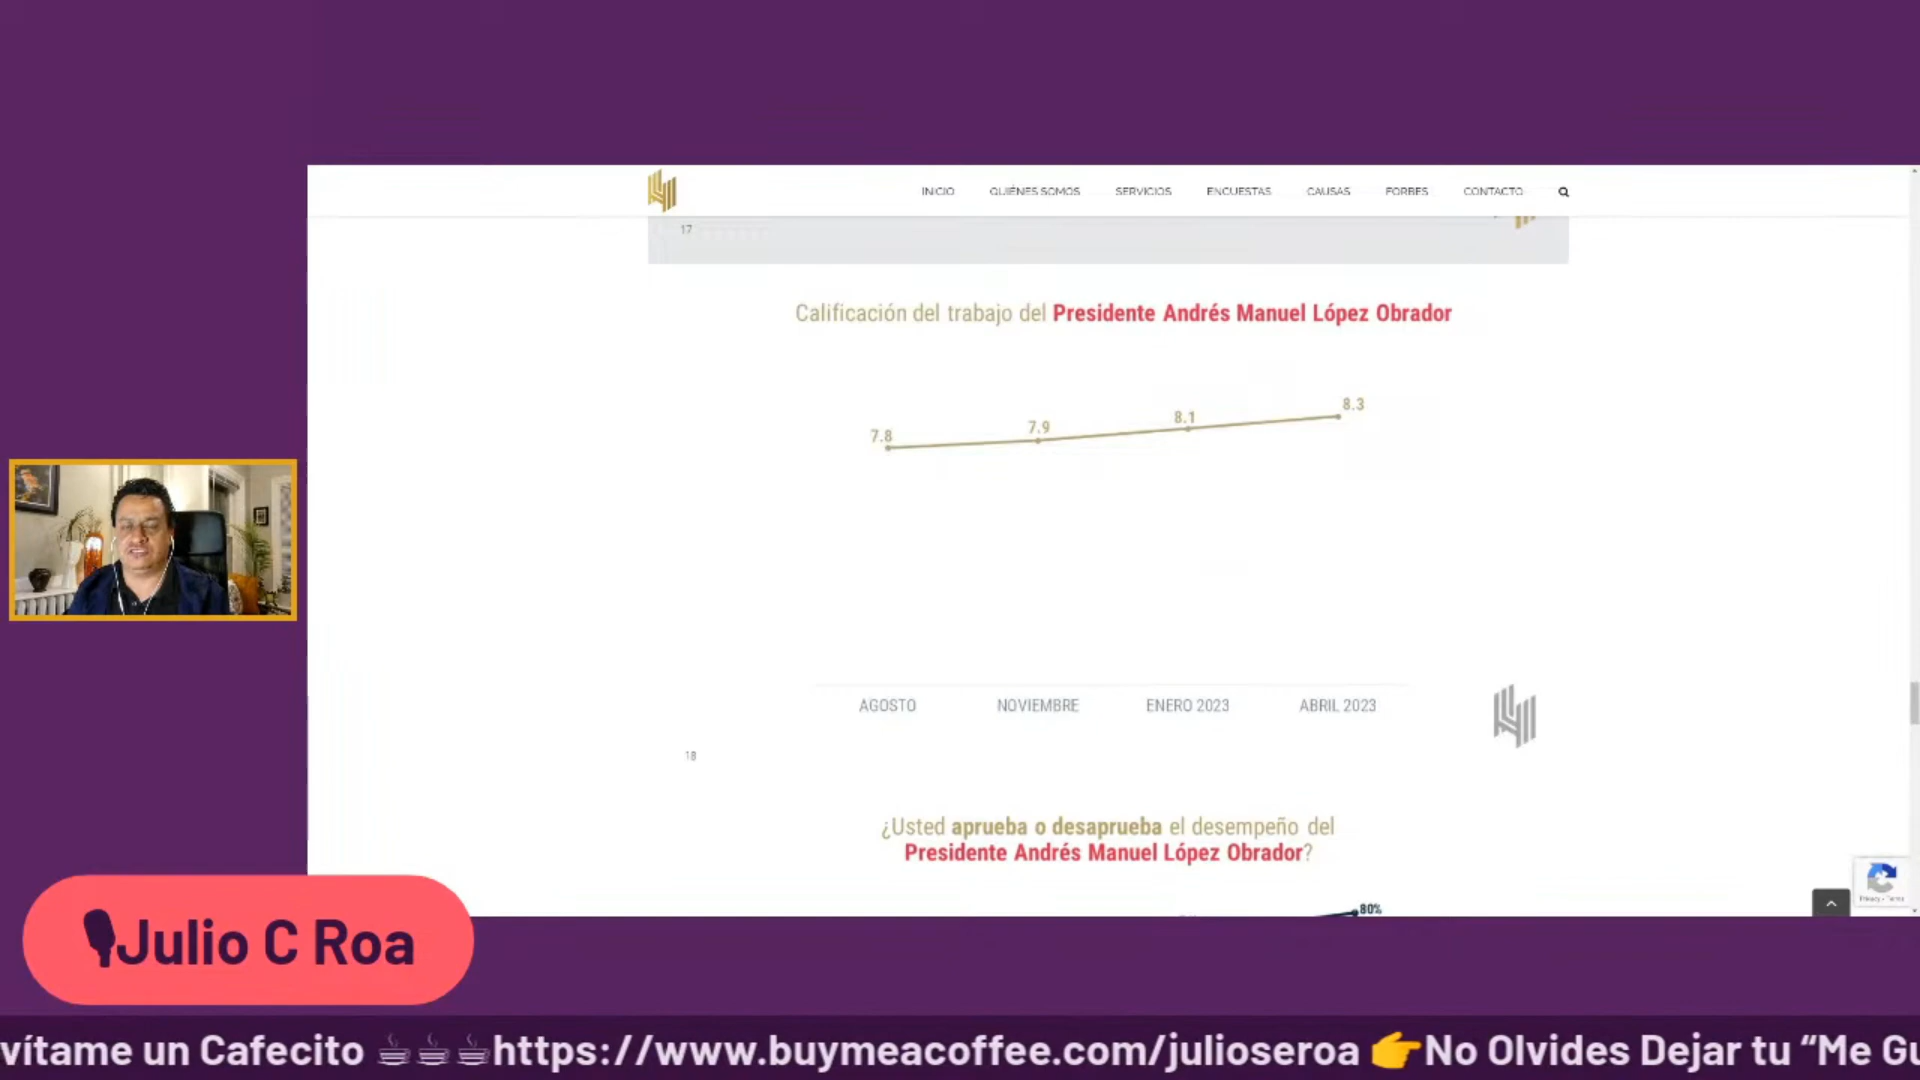 INICIO QUIÉNES SOMOS SERVICIOS ENCUESTAS CAUSAS FORBES CONTACTO
17
Calificación del trabajo del Presidente Andrés Manuel López Obrador
7.8 7.9 8.1 8.3
AGOSTO NOVIEMBRE ENERO 2023 ABRIL 2023
18
¿Usted aprueba o desaprueba el desempeño del
Presidente Andrés Manuel López Obrador?
80%
Privacy - Terms
Julio C Roa
vítame un Cafecito ☕☕☕https://www.buymeacoffee.com/julioseroa 👉No Olvides Dejar tu “Me Gu